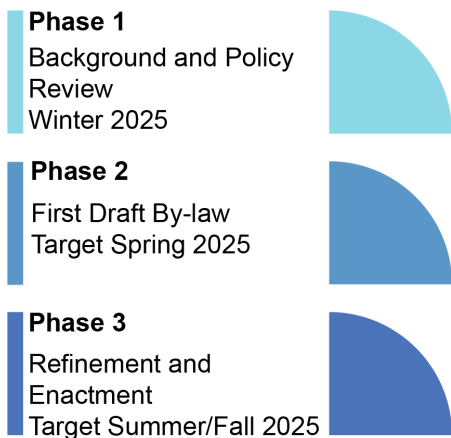 Phase 1
Background and Policy
Review
Winter 2025
Phase 2
First Draft By-law
Target Spring 2025
Phase 3
Refinement and
Enactment
Target Summer/Fall 2025